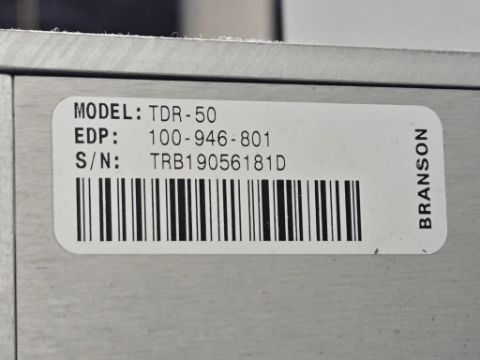 MODEL: TDR-50
EDP: 100-946-801
S/N: TRB19056181D
BRANSON